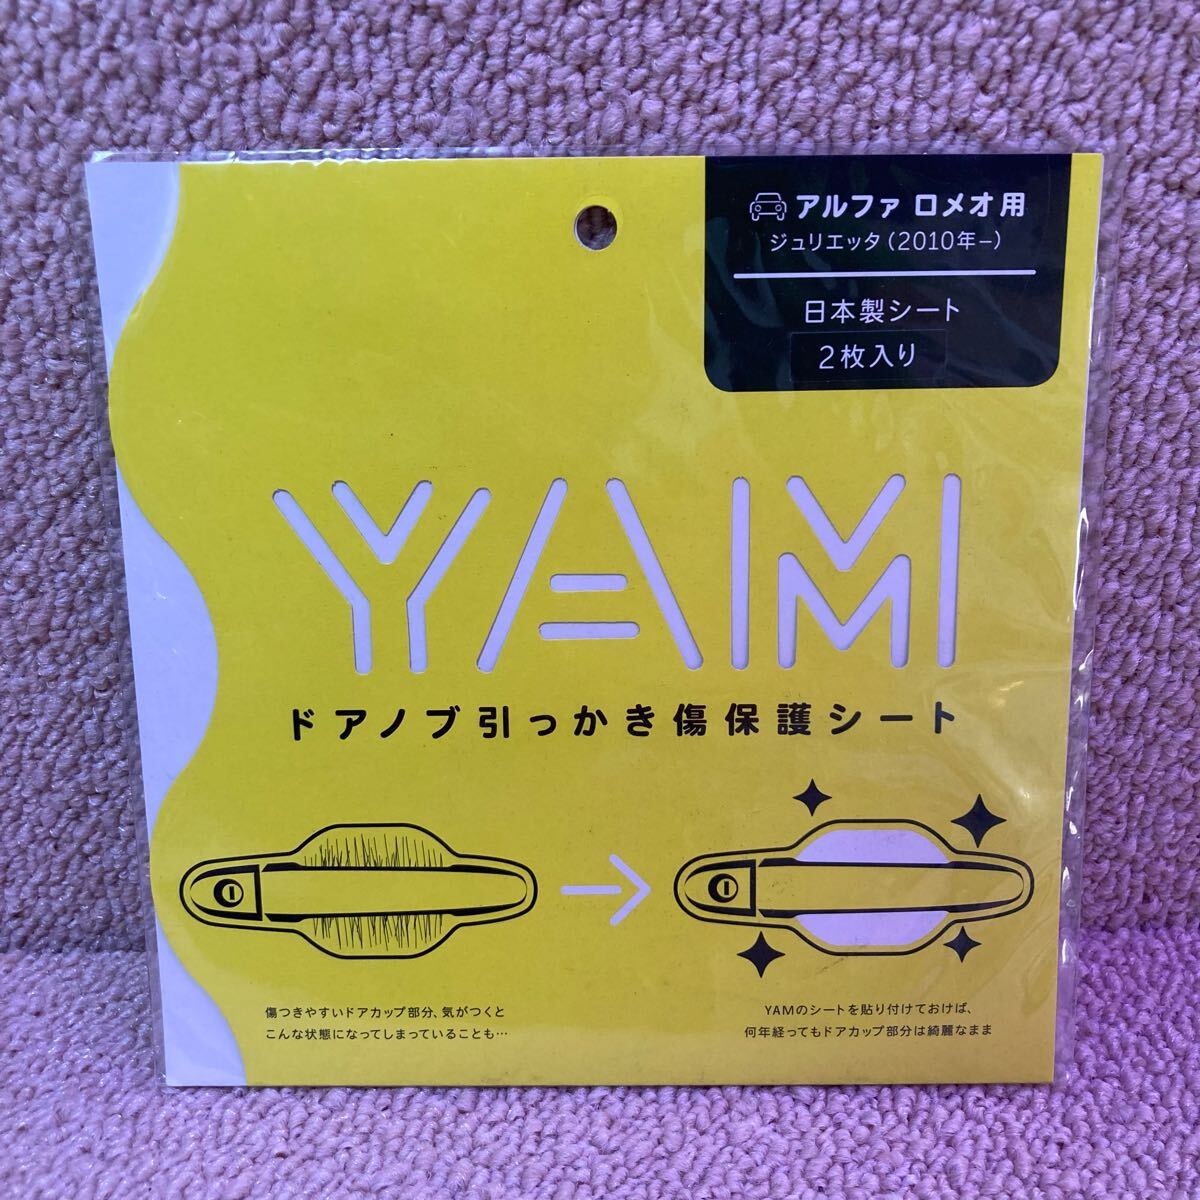 アルファ ロメオ用
ジュリエッタ（2010年−）
日本製シート
2枚入り
YAM
ドアノブ引っかき傷保護シート
傷つきやすいドアカップ部分、気がつくと
こんな状態になってしまっていることも…
YAMのシートを貼り付けておけば、
何年経ってもドアカップ部分は綺麗なまま